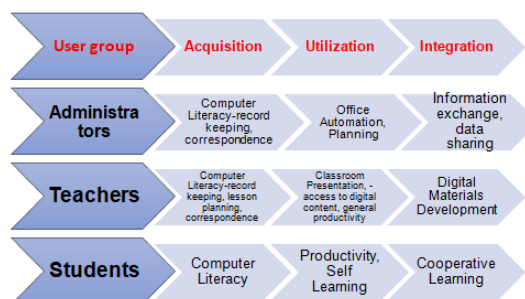 User group
Acquisition
Utilization
Integration
Administra
tors
Computer
Literacy-record
keeping,
correspondence
Office
Automation,
Planning
Information
exchange,
data
sharing
Teachers
Computer
Literacy-record
keeping, lesson
planning,
correspondence
Classroom
Presentation, -
access to digital
content, general
productivity
Digital
Materials
Development
Students
Computer
Literacy
Productivity,
Self
Learning
Cooperative
Learning